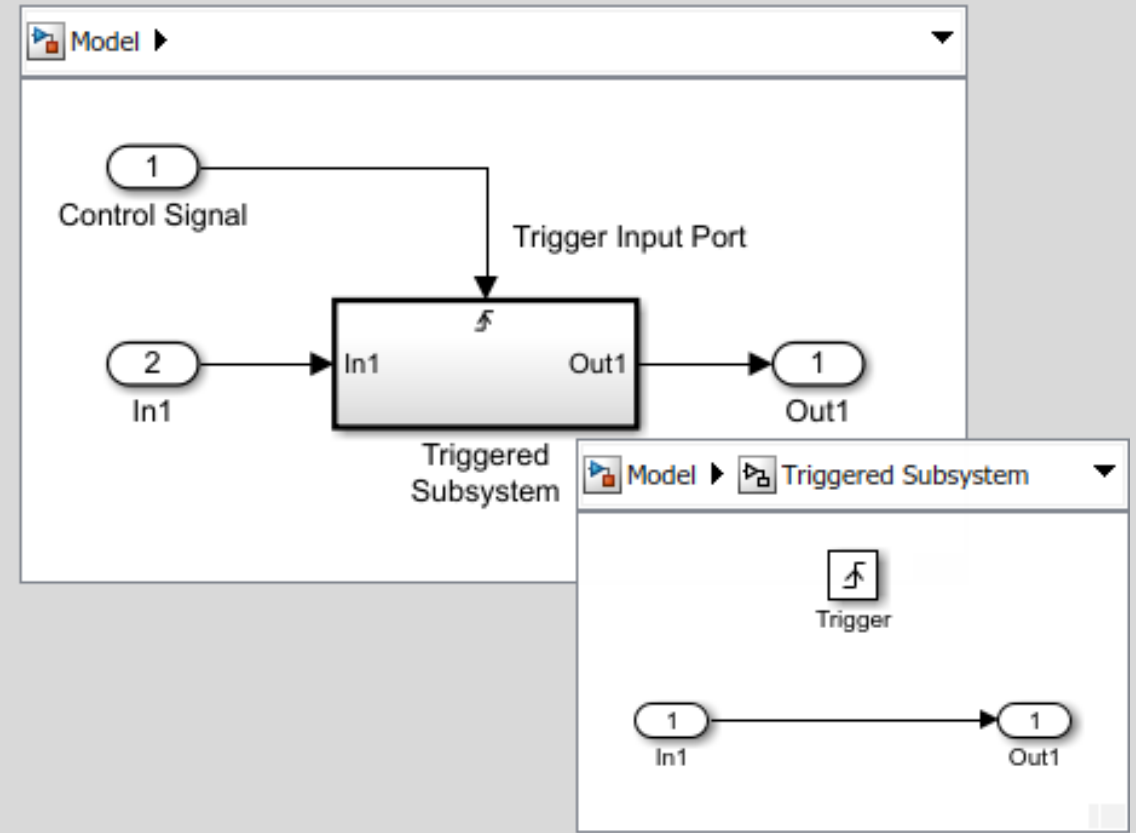 Model
1
Control Signal
Trigger Input Port
2
In1
In1
Out1
1
Out1
Triggered
Subsystem
Model
Triggered Subsystem
Trigger
1
In1
1
Out1